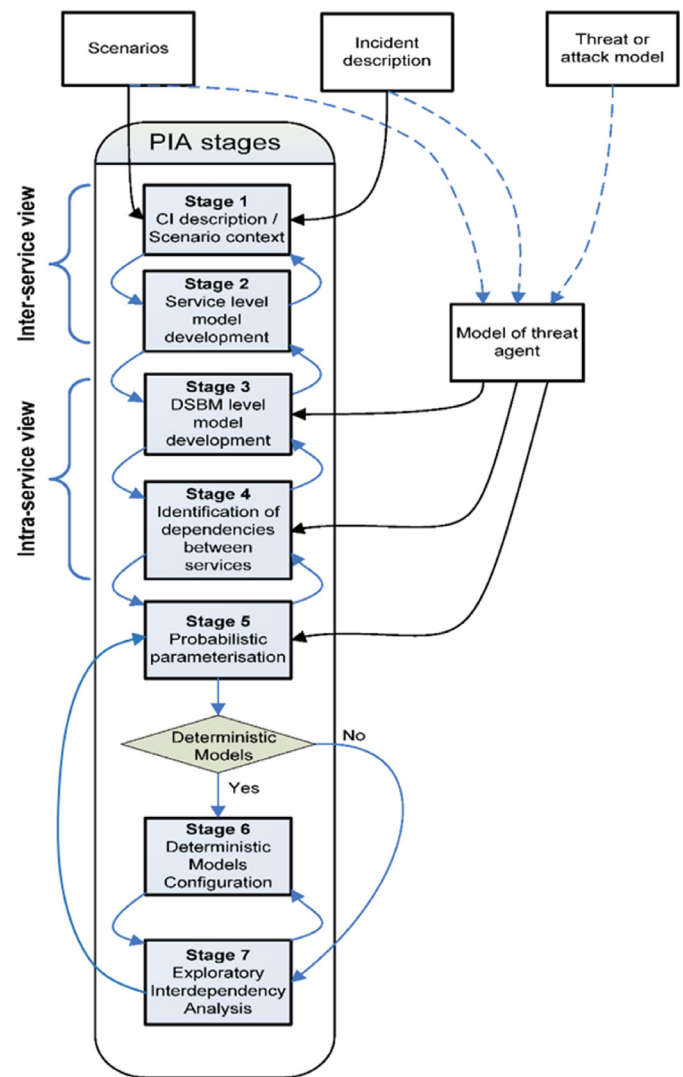 Scenarios
Incident
description
Threat or
attack model
PIA stages
Inter-service view
Stage 1
CI description /
Scenario context
Stage 2
Service level
model
development
Model of threat
agent
Intra-service view
Stage 3
DSBM level
model
development
Stage 4
Identification of
dependencies
between
services
Stage 5
Probabilistic
parameterisation
Deterministic
Models
No
Yes
Stage 6
Deterministic
Models
Configuration
Stage 7
Exploratory
Interdependency
Analysis